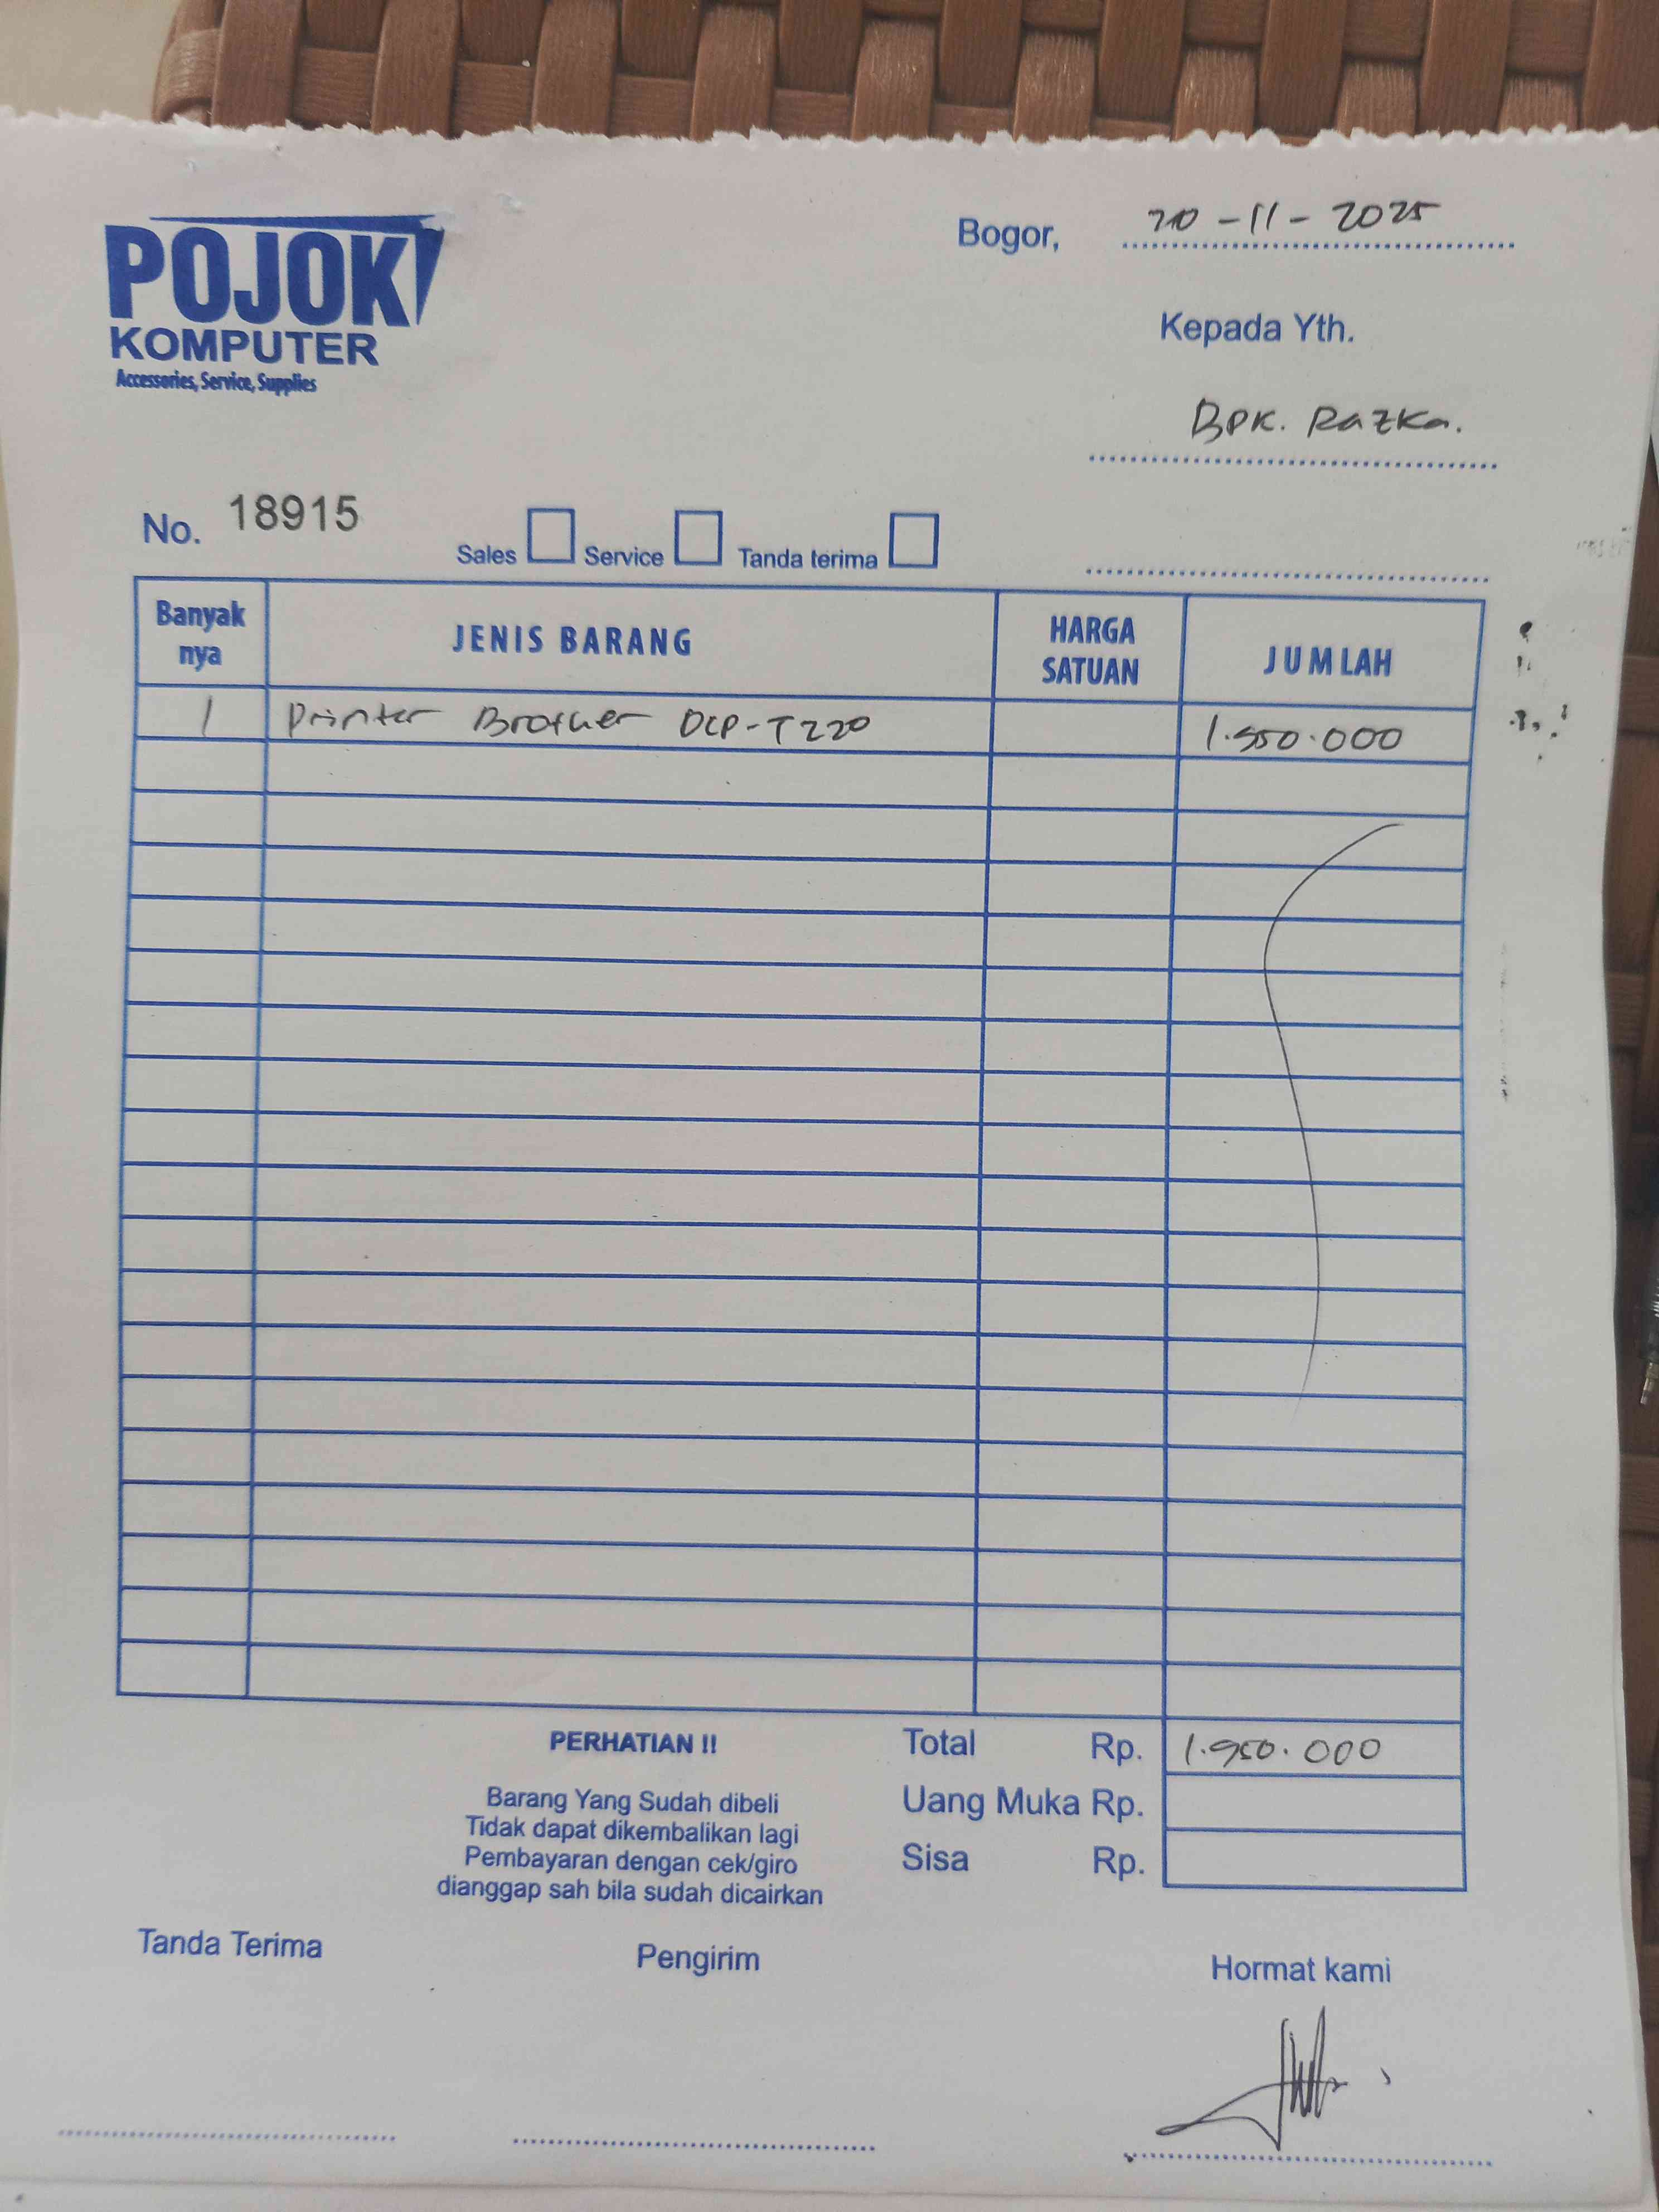 POJOK
KOMPUTER
Accessories, Service, Supplies
Bogor, 20-11-2025
Kepada Yth.
Bpk. Razka.
No. 18915
Sales Service Tanda terima
Banyak nya JENIS BARANG HARGA SATUAN JUMLAH
1 Printer Brother DCP-T220 1.950.000
Total Rp. 1.950.000
Uang Muka Rp.
Sisa Rp.
PERHATIAN !!
Barang Yang Sudah dibeli
Tidak dapat dikembalikan lagi
Pembayaran dengan cek/giro
dianggap sah bila sudah dicairkan
Tanda Terima Pengirim Hormat kami